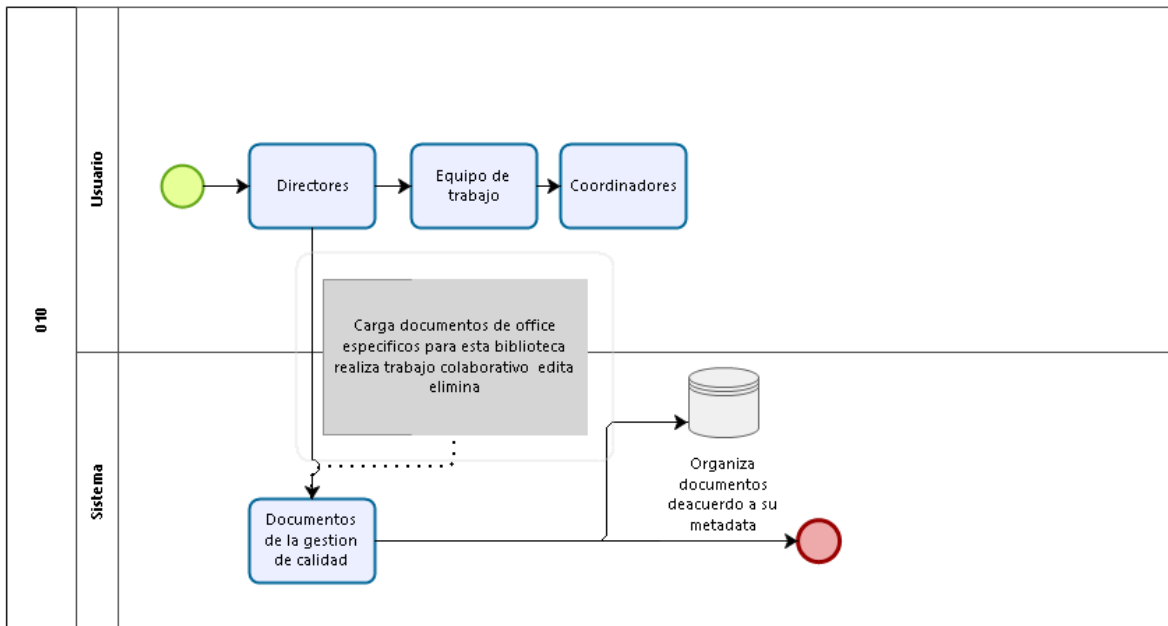 010
Usuario
Directores
Equipo de
trabajo
Coordinadores
Carga documentos de office
especificos para esta biblioteca
realiza trabajo colaborativo  edita
elimina
Sistema
Organiza
documentos
deacuerdo a su
metadata
Documentos
de la gestion
de calidad